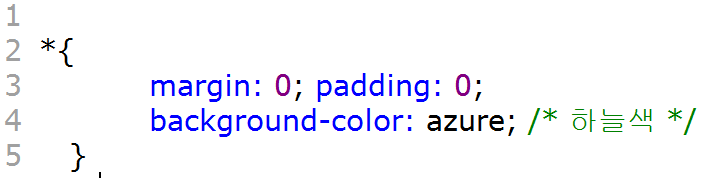 1
2 *{
3 margin: 0; padding: 0;
4 background-color: azure; /* 하늘색 */
5 }